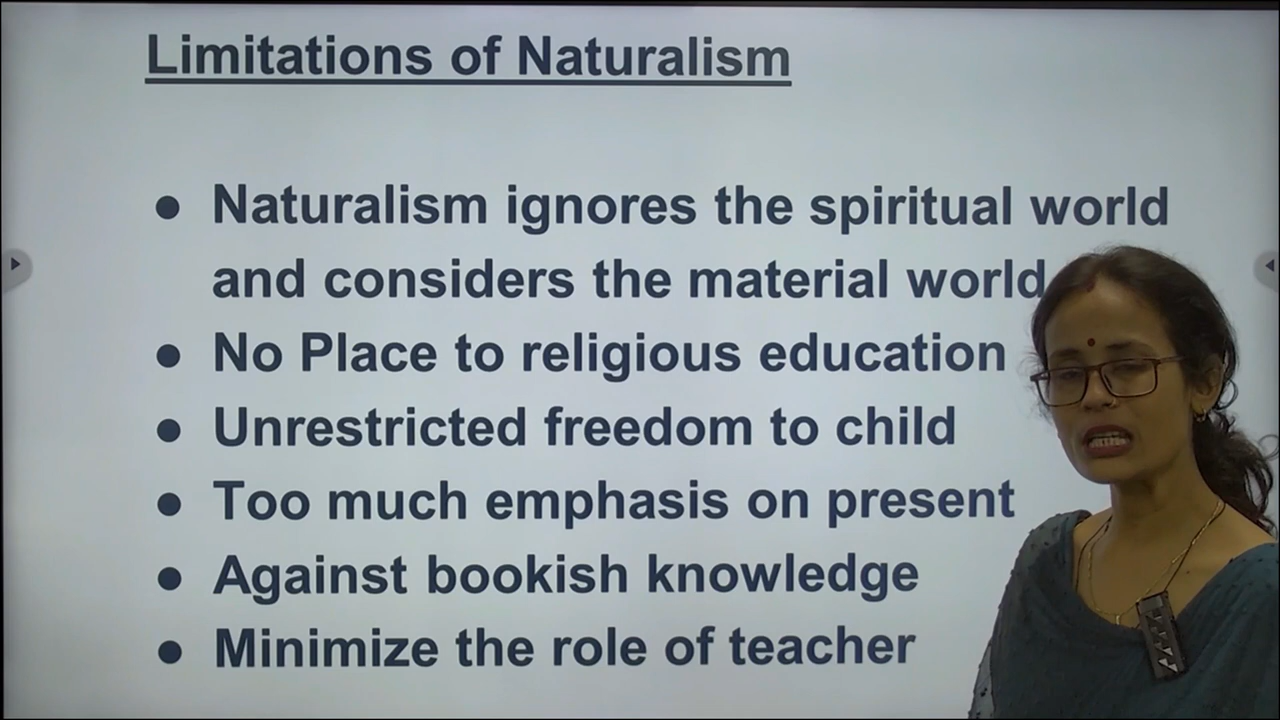 Limitations of Naturalism
● Naturalism ignores the spiritual world
and considers the material world
● No Place to religious education
● Unrestricted freedom to child
● Too much emphasis on present
● Against bookish knowledge
● Minimize the role of teacher